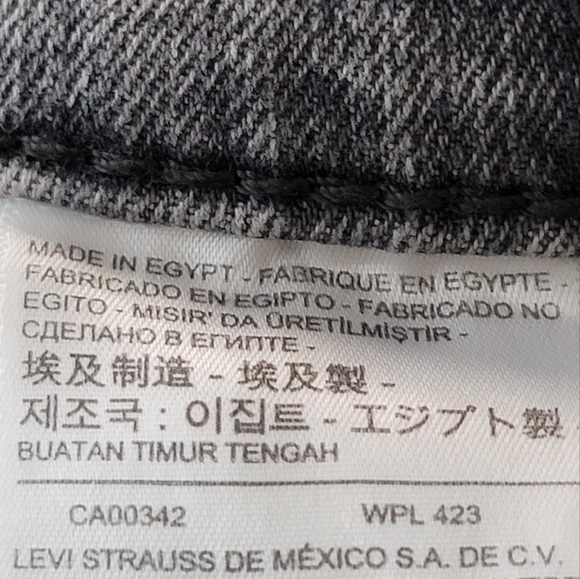 MADE IN EGYPT - FABRIQUE EN EGYPTE -
FABRICADO EN EGIPTO - FABRICADO NO
EGITO - MISIR' DA ÜRETİLMİŞTİR -
СДЕЛАНО В ЕГИПТЕ -
埃及制造 - 埃及製 -
제조국 : 이집트 - エジプト製
BUATAN TIMUR TENGAH
CA00342 WPL 423
LEVI STRAUSS DE MÉXICO S.A. DE C.V.